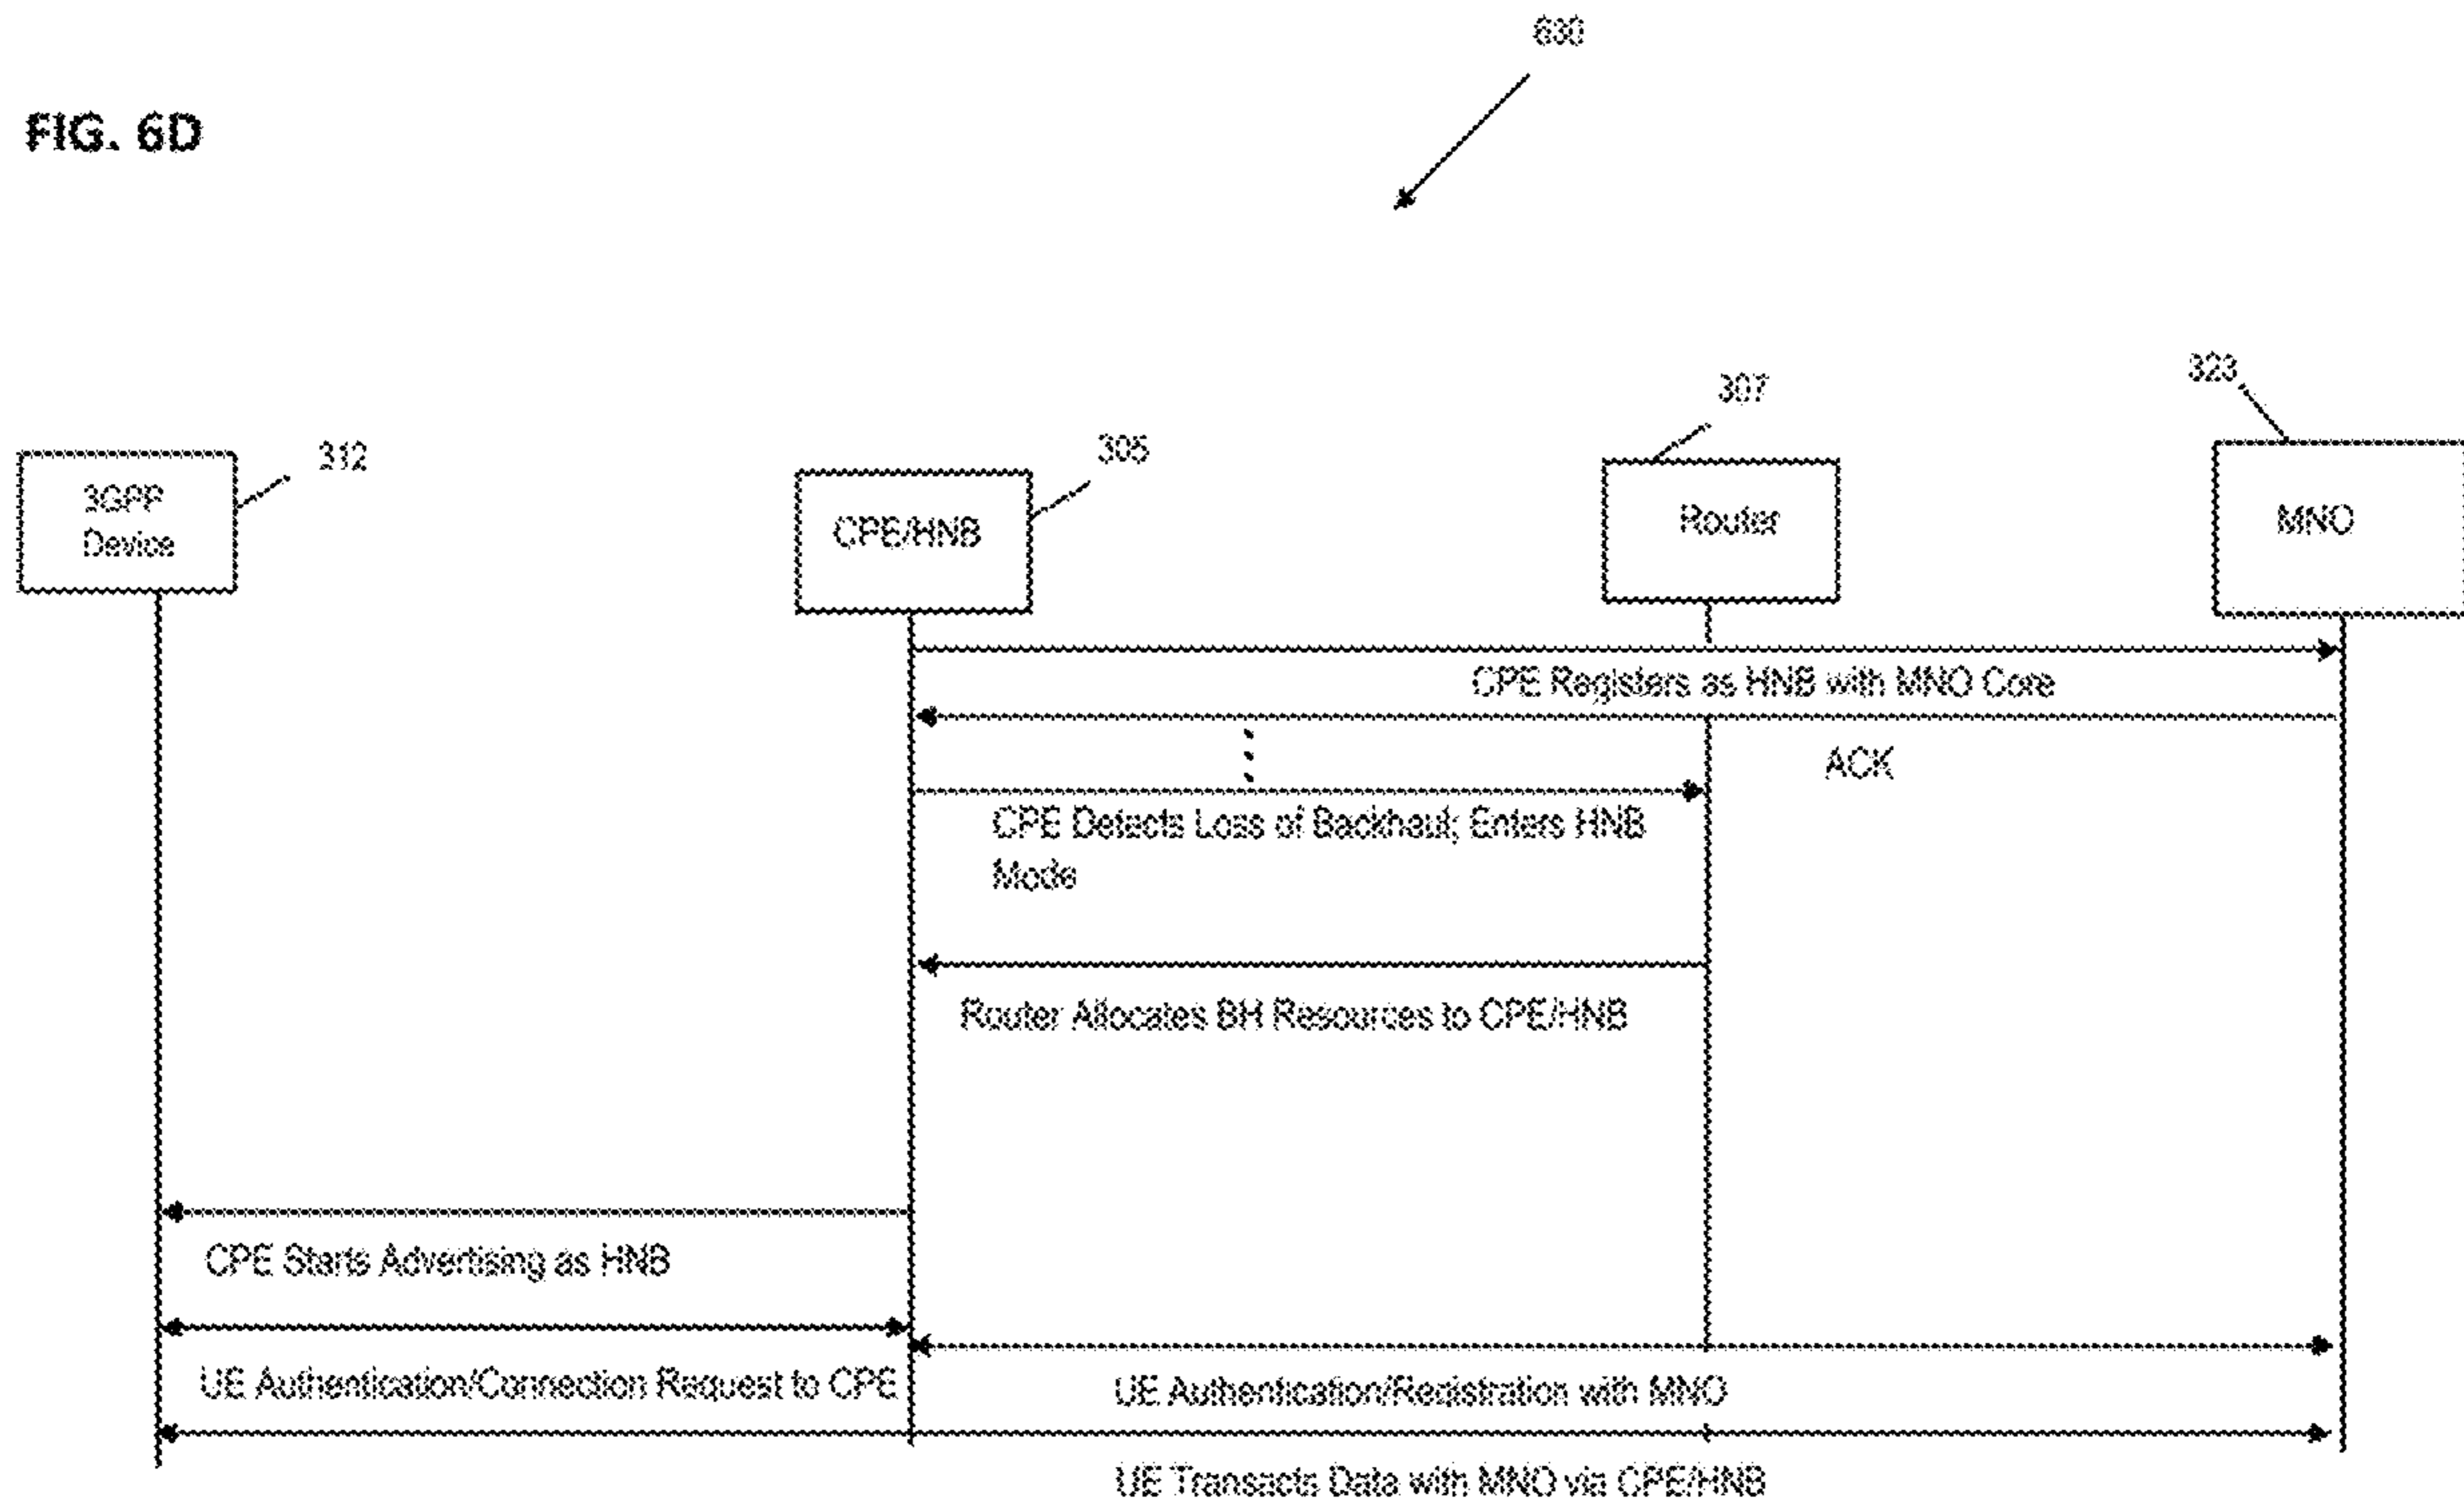 630
FIG. 6D
323
307
305
312
3GPP
Device
CPE/HNB
Router
MNO
CPE Registers as HNB with MNO Core
ACK
CPE Detects Loss of Backhaul; Enters HNB
Mode
Router Allocates BH Resources to CPE/HNB
CPE Starts Advertising as HNB
UE Authentication/Connection Request to CPE
UE Authentication/Registration with MNO
UE Transacts Data with MNO via CPE/HNB